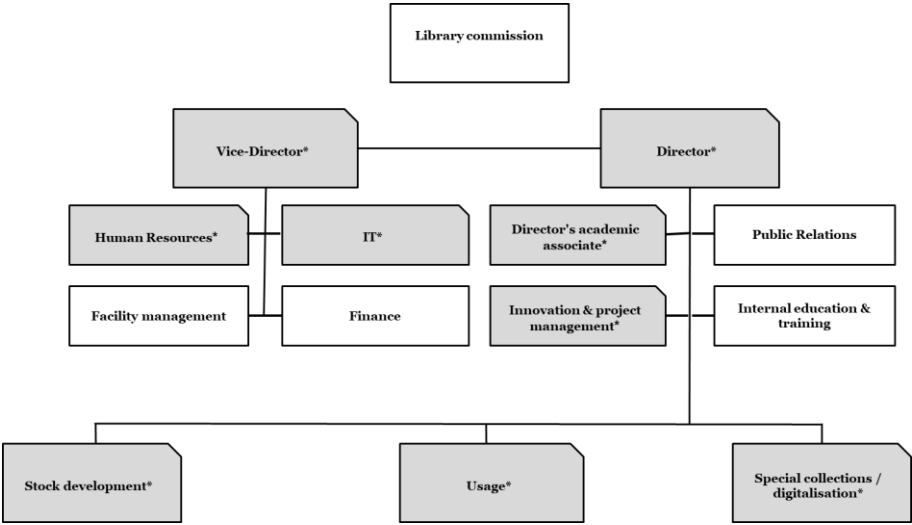 Library commission
Vice-Director*
Director*
Human Resources*
IT*
Director's academic
associate*
Public Relations
Facility management
Finance
Innovation & project
management*
Internal education &
training
Stock development*
Usage*
Special collections /
digitalisation*